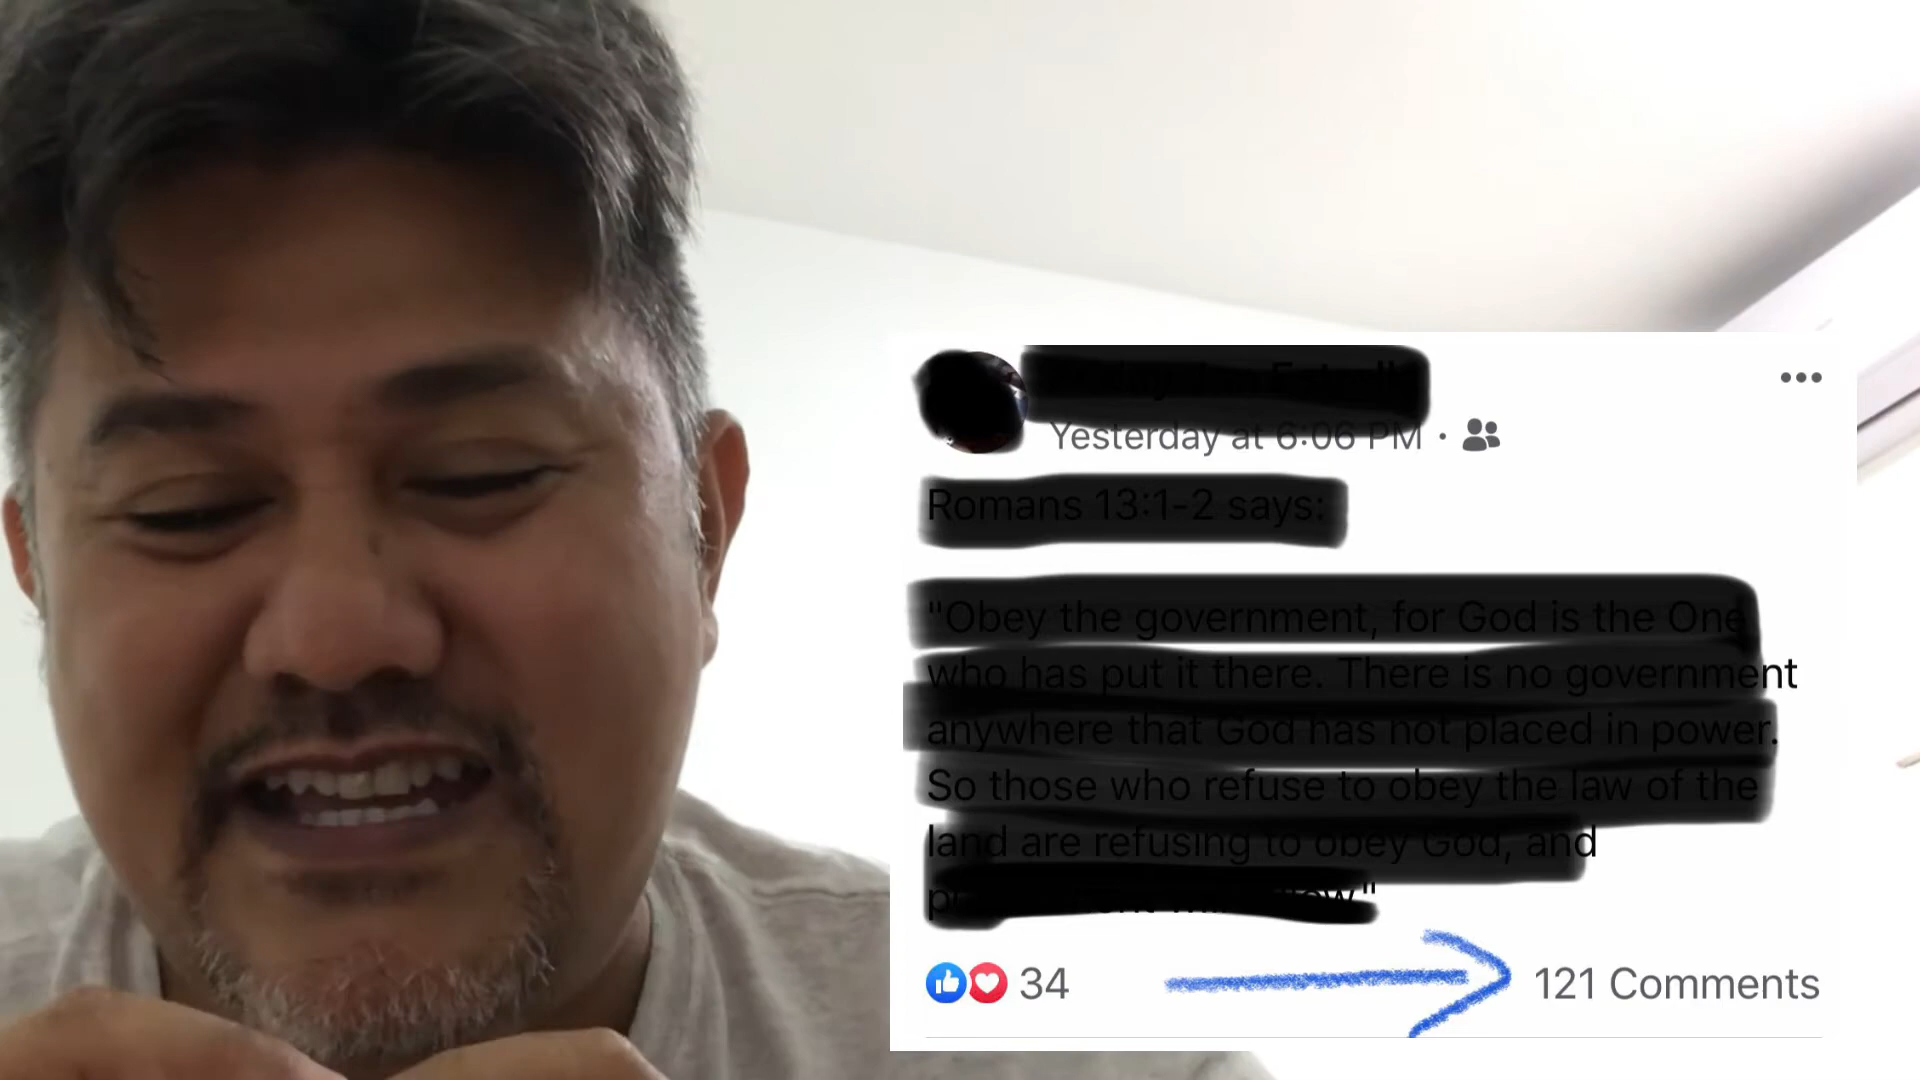 Yesterday at 6:06 PM
Romans 13:1-2 says:
"Obey the government, for God is the One
who has put it there. There is no government
anywhere that God has not placed in power.
So those who refuse to obey the law of the
land are refusing to obey God, and
34
121 Comments